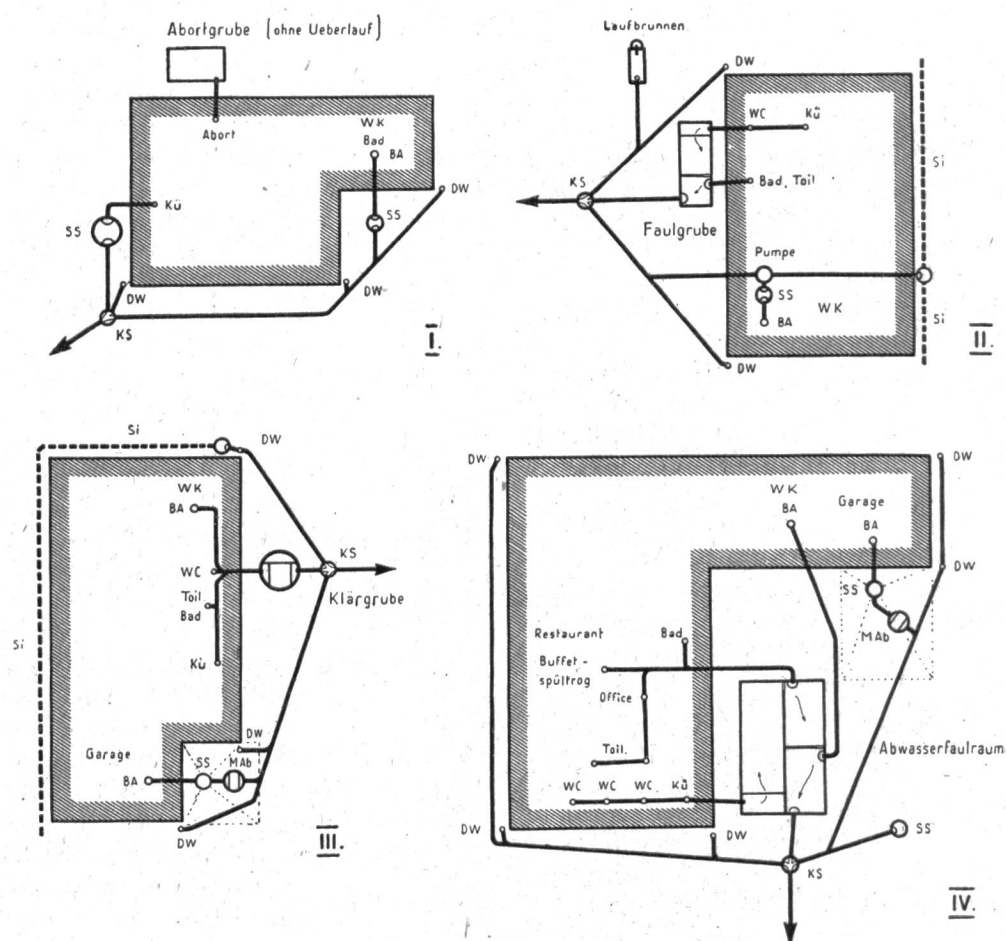 Abortgrube (ohne Ueberlauf)
Abort
WK
Bad
BA
DW
Kü
SS
SS
DW
DW
KS
I.
Laufbrunnen
DW
WC
Kü
Si
KS
Bad, Toil
Faulgrube
Pumpe
SS
WK
BA
Si
DW
II.
Si
DW
WK
BA
KS
WC
Klärgrube
Toil
Bad
Si
Kü
DW
Garage
SS
MAb
BA
DW
III.
DW
DW
WK
BA
Garage
BA
DW
SS
MAb
Restaurant
Bad
Buffet-
spültrog
Office
Abwasserfaulraum
Toil.
WC
WC
WC
Kü
DW
DW
SS
KS
IV.